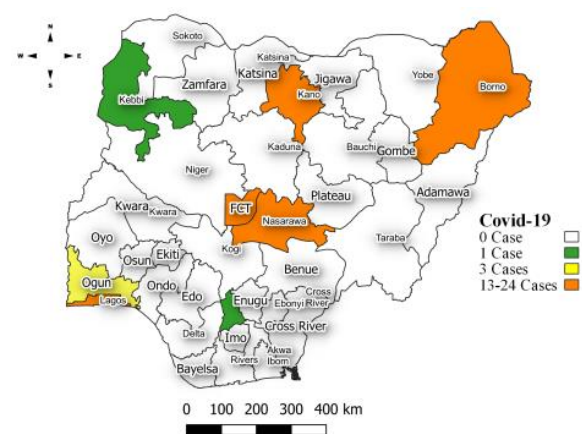 N
W E
S
Sokoto
Katsina
Kebbi
Zamfara
Katsina
Kano
Jigawa
Yobe
Borno
Kaduna
Bauchi
Gombe
Niger
Adamawa
Kwara
Kwara
FCT
Nasarawa
Plateau
Taraba
Oyo
Osun
Ekiti
Kogi
Benue
Ogun
Lagos
Ondo
Edo
Enugu
Ebonyi
Cross
River
Cross River
Delta
Imo
Bayelsa
Rivers
Akwa
Ibom
Covid-19
0 Case
1 Case
3 Cases
13-24 Cases
0 100 200 300 400 km